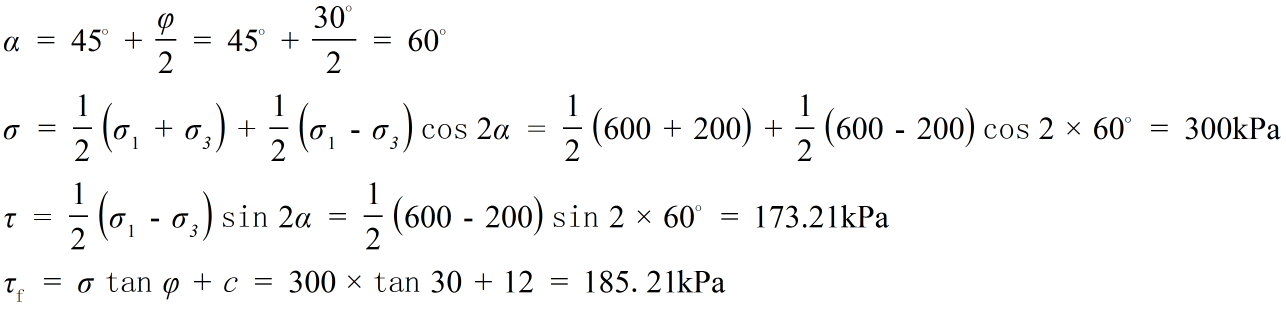 α = 45° + φ/2 = 45° + 30°/2 = 60°
σ = 1/2 (σ₁ + σ₃) + 1/2 (σ₁ - σ₃) cos 2α = 1/2 (600 + 200) + 1/2 (600 - 200) cos 2 × 60° = 300kPa
τ = 1/2 (σ₁ - σ₃) sin 2α = 1/2 (600 - 200) sin 2 × 60° = 173.21kPa
τ_f = σ tan φ + c = 300 × tan 30 + 12 = 185.21kPa